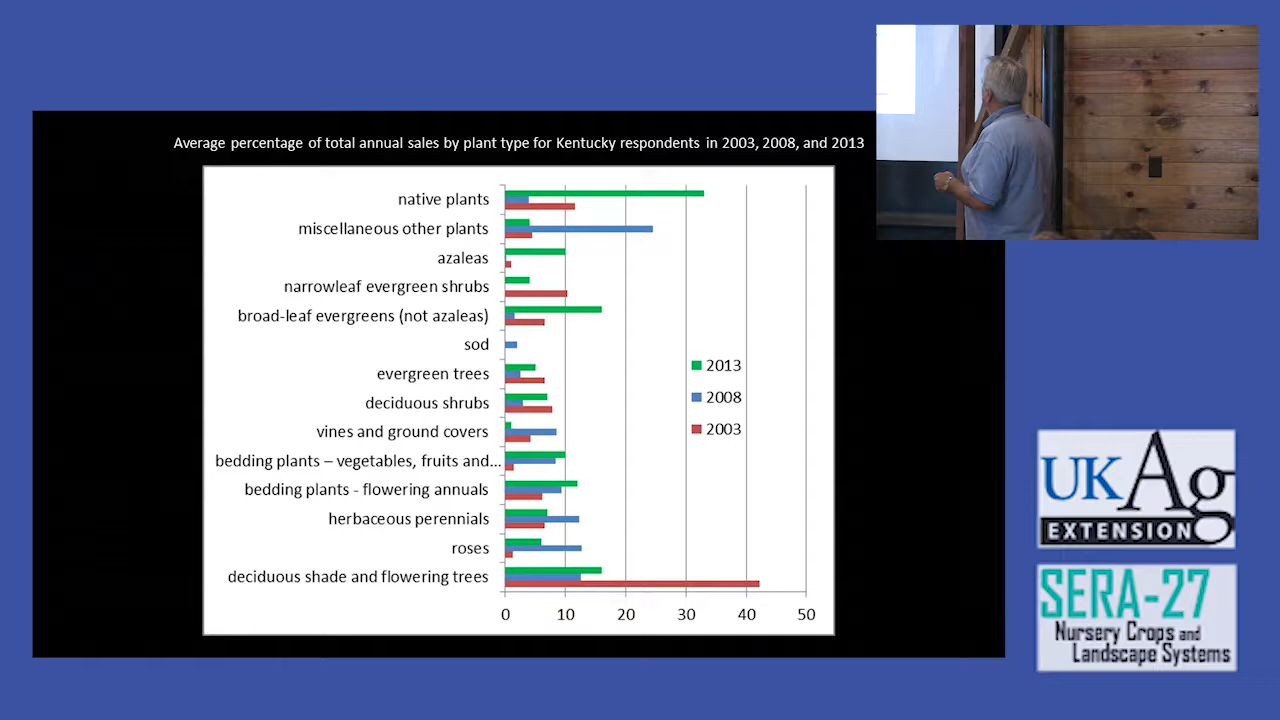 Average percentage of total annual sales by plant type for Kentucky respondents in 2003, 2008, and 2013
native plants
miscellaneous other plants
azaleas
narrowleaf evergreen shrubs
broad-leaf evergreens (not azaleas)
sod
evergreen trees
deciduous shrubs
vines and ground covers
bedding plants – vegetables, fruits and...
bedding plants - flowering annuals
herbaceous perennials
roses
deciduous shade and flowering trees
2013
2008
2003
0 10 20 30 40 50
UKAg
EXTENSION
SERA-27
Nursery Crops and
Landscape Systems